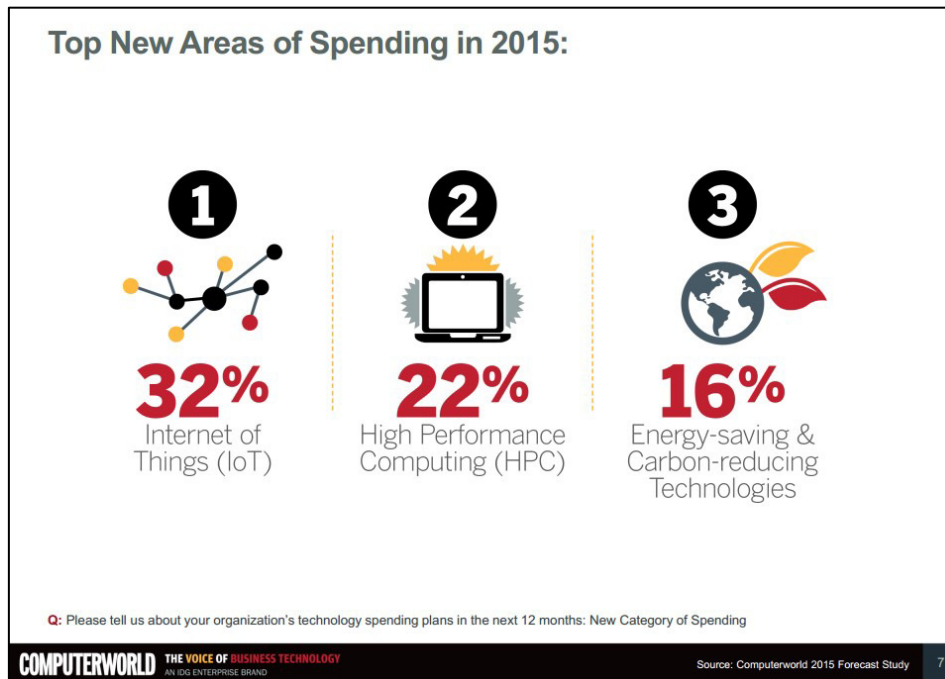 Top New Areas of Spending in 2015:
1
2
3
32%
Internet of
Things (IoT)
22%
High Performance
Computing (HPC)
16%
Energy-saving &
Carbon-reducing
Technologies
Q: Please tell us about your organization's technology spending plans in the next 12 months: New Category of Spending
COMPUTERWORLD
THE VOICE OF BUSINESS TECHNOLOGY
AN IDG ENTERPRISE BRAND
Source: Computerworld 2015 Forecast Study
7